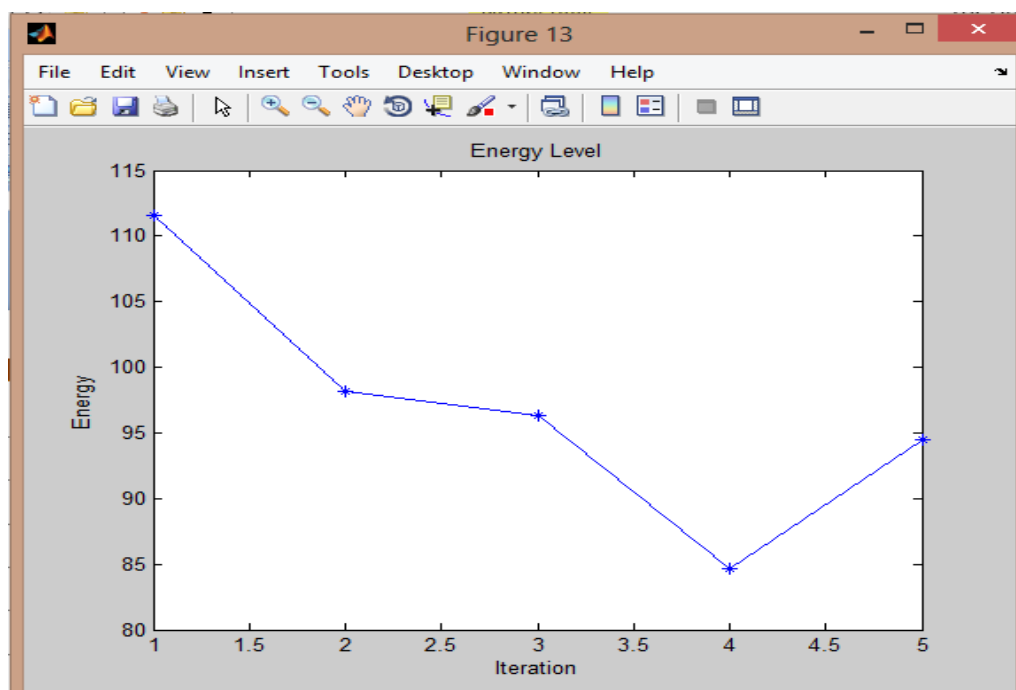 Figure 13
File Edit View Insert Tools Desktop Window Help
Energy Level
115
110
105
100
95
90
85
80
Energy
1 1.5 2 2.5 3 3.5 4 4.5 5
Iteration